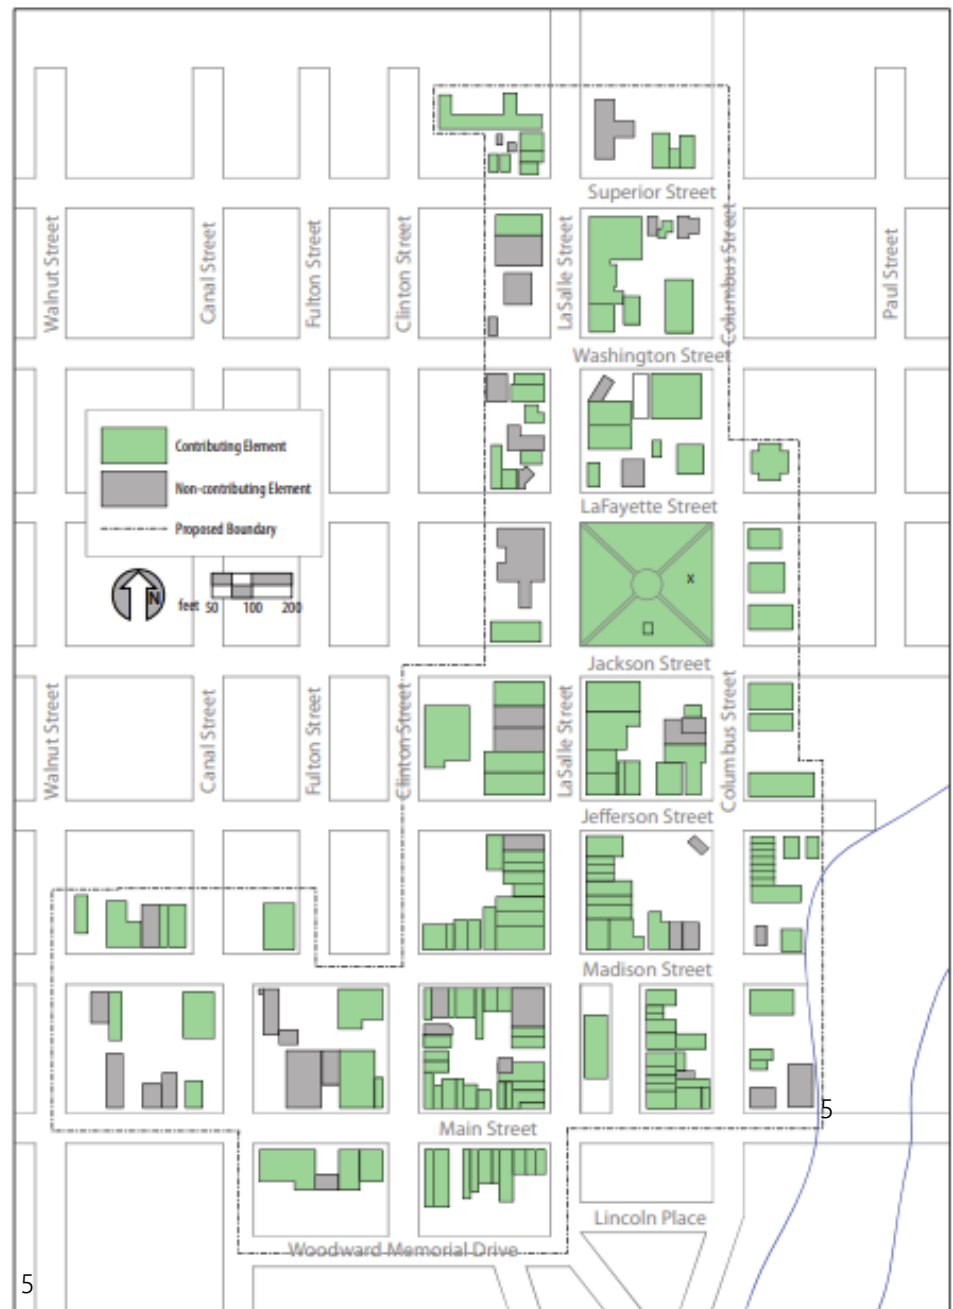 Superior Street
Walnut Street
Canal Street
Fulton Street
Clinton Street
LaSalle Street
Columbus Street
Paul Street
Washington Street
Contributing Element
Non-contributing Element
Proposed Boundary
LaFayette Street
N
feet 50 100 200
x
Jackson Street
Walnut Street
Canal Street
Fulton Street
Clinton Street
LaSalle Street
Columbus Street
Jefferson Street
Madison Street
5
Main Street
Lincoln Place
Woodward Memorial Drive
5